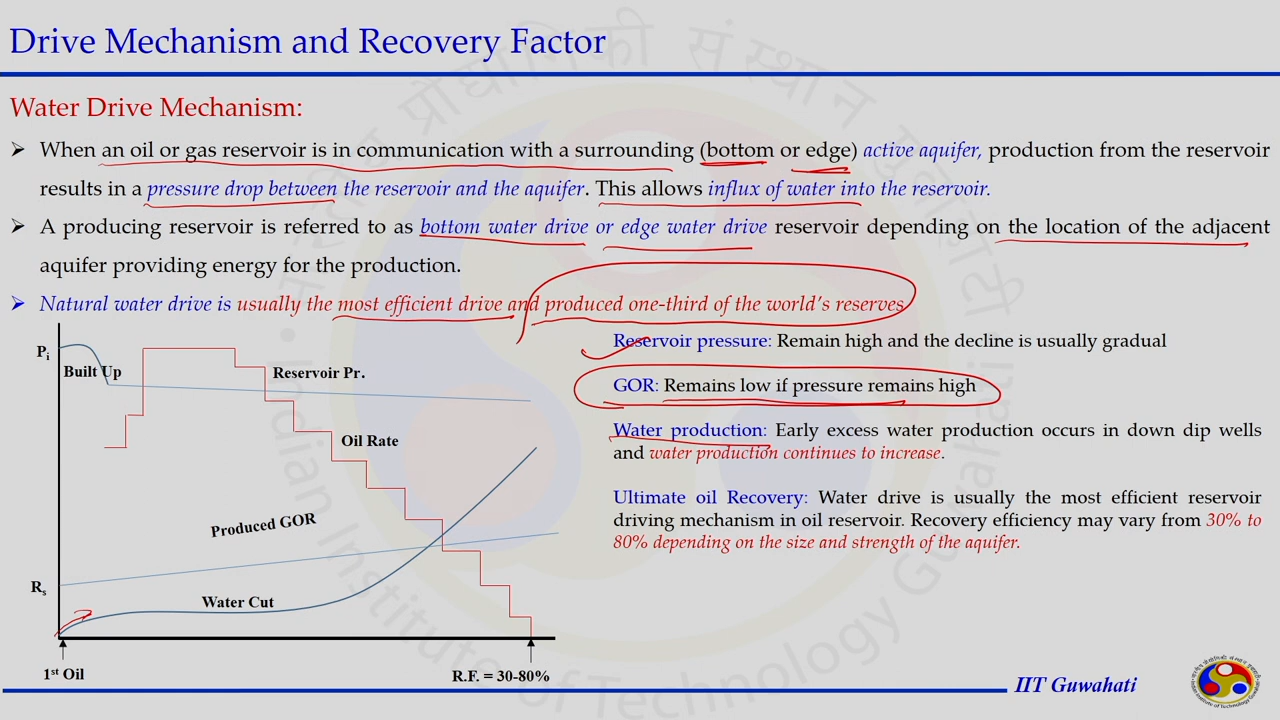 Drive Mechanism and Recovery Factor
Water Drive Mechanism:
➢ When an oil or gas reservoir is in communication with a surrounding (bottom or edge) active aquifer, production from the reservoir
results in a pressure drop between the reservoir and the aquifer. This allows influx of water into the reservoir.
➢ A producing reservoir is referred to as bottom water drive or edge water drive reservoir depending on the location of the adjacent
aquifer providing energy for the production.
➢ Natural water drive is usually the most efficient drive and produced one-third of the world's reserves
Pi
Built Up
Reservoir Pr.
Oil Rate
Produced GOR
Rs
Water Cut
1st Oil
R.F. = 30-80%
Reservoir pressure: Remain high and the decline is usually gradual
GOR: Remains low if pressure remains high
Water production: Early excess water production occurs in down dip wells
and water production continues to increase.
Ultimate oil Recovery: Water drive is usually the most efficient reservoir
driving mechanism in oil reservoir. Recovery efficiency may vary from 30% to
80% depending on the size and strength of the aquifer.
IIT Guwahati
Indian Institute of Technology Guwahati